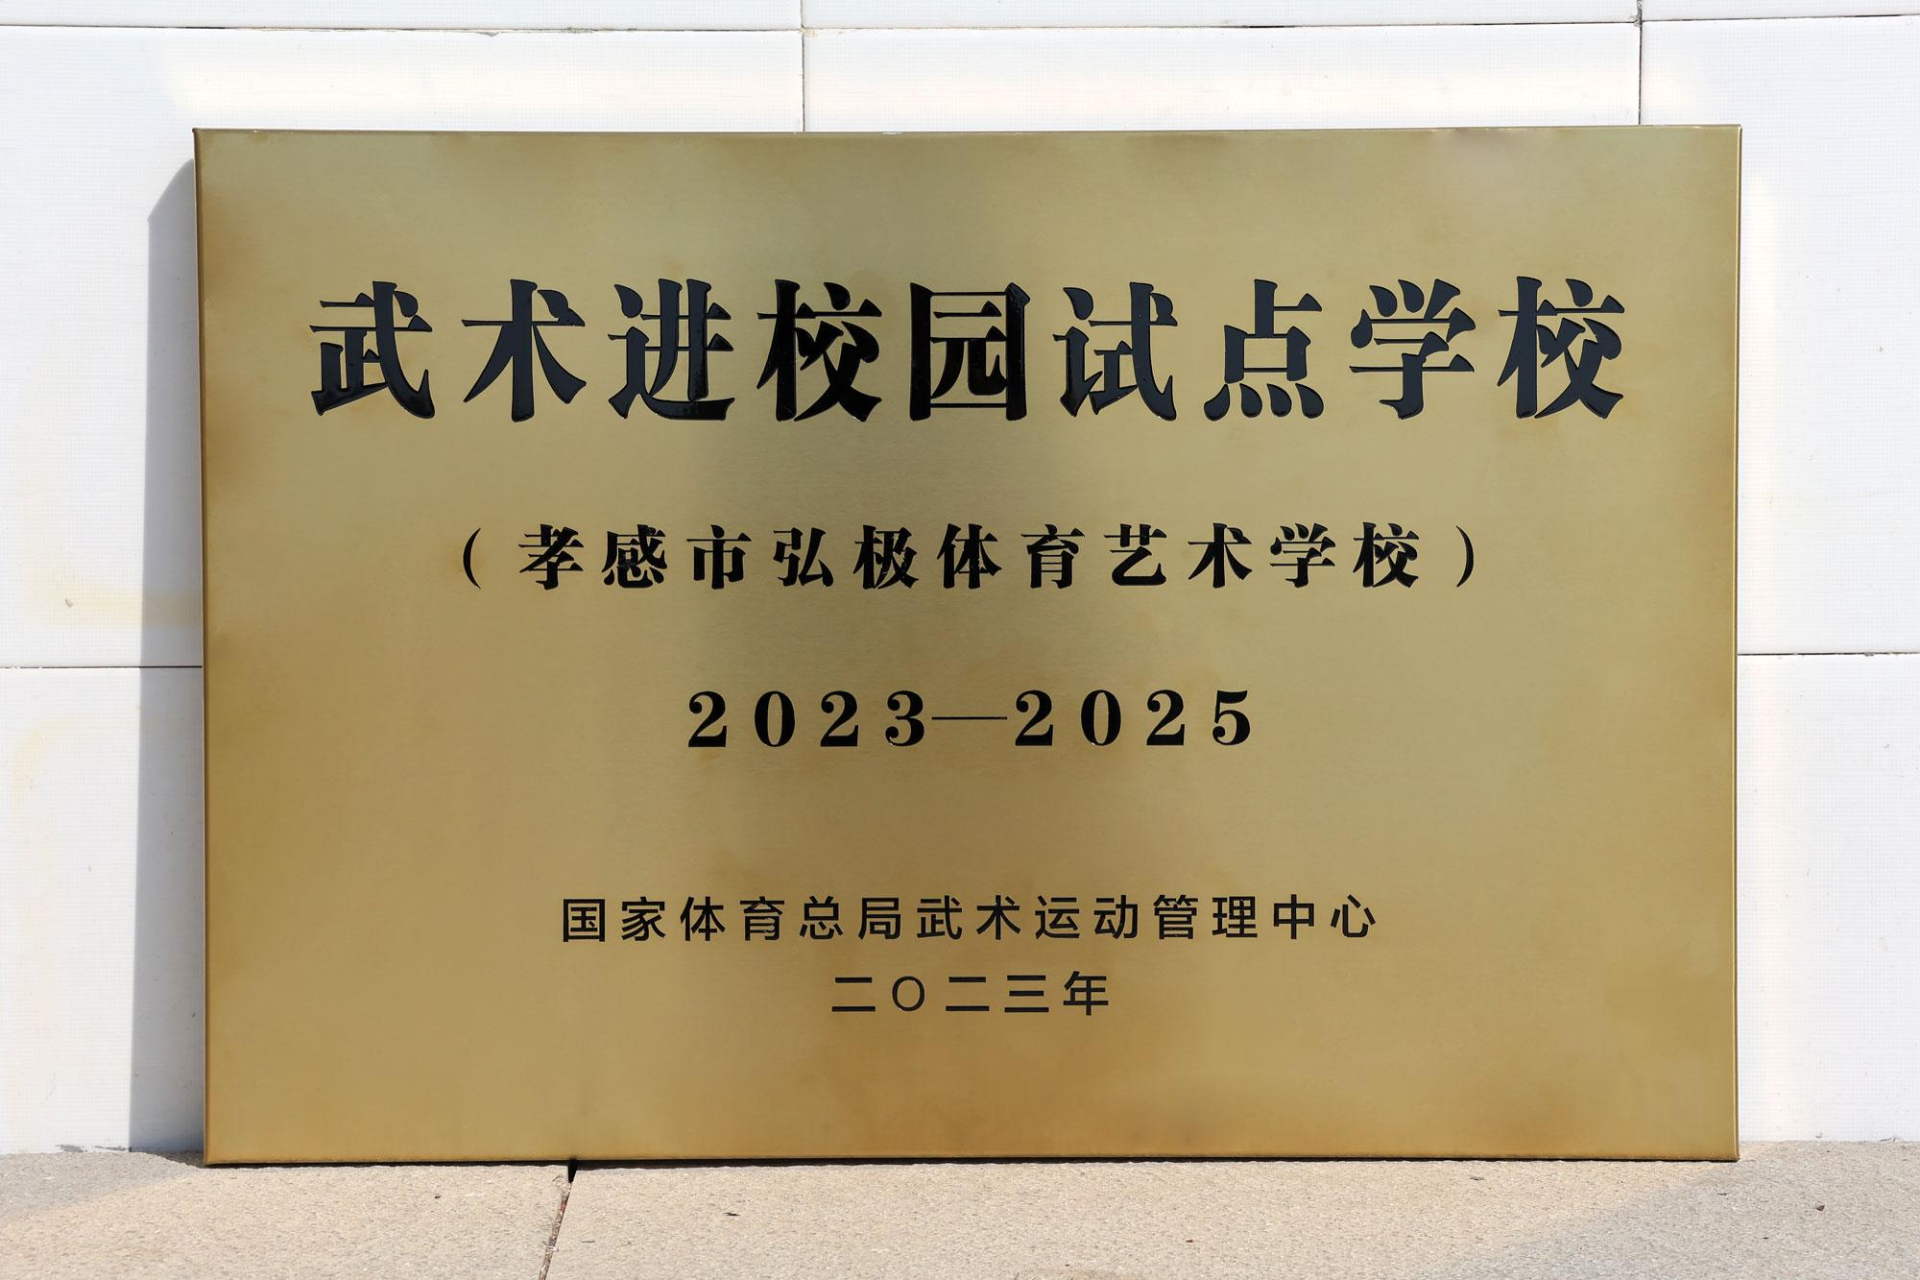 武术进校园试点学校
（孝感市弘极体育艺术学校）
2023—2025
国家体育总局武术运动管理中心
二〇二三年